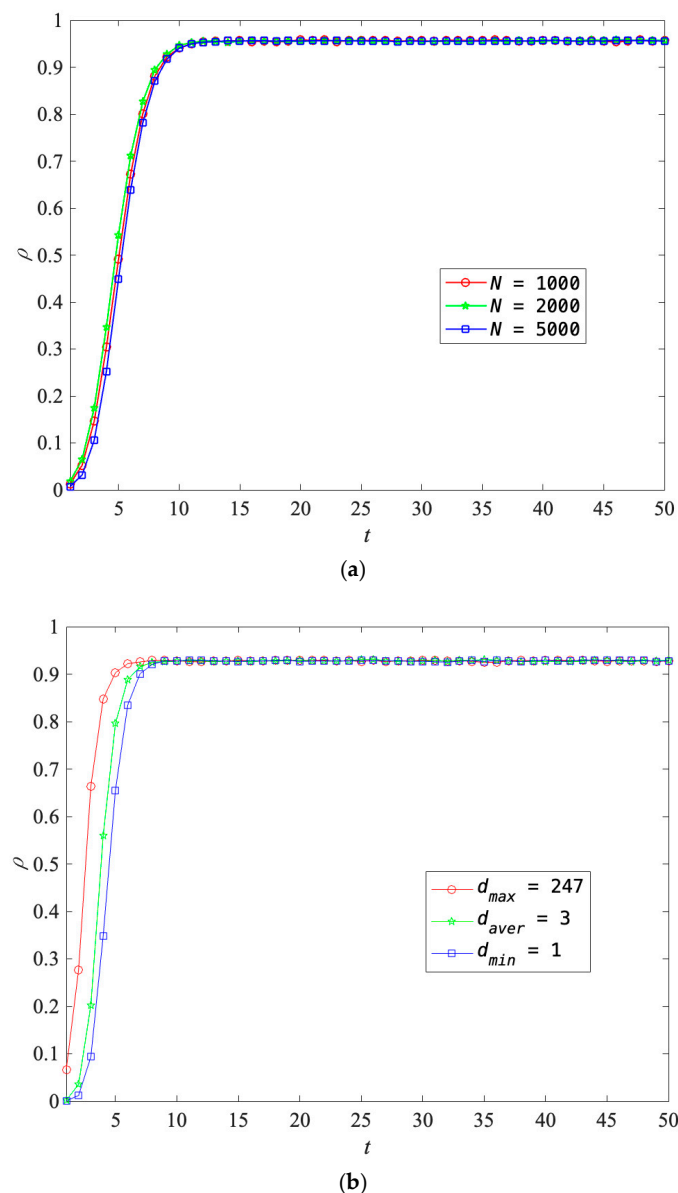 1
0.9
0.8
0.7
0.6
0.5
0.4
0.3
0.2
0.1
0
ρ
N = 1000
N = 2000
N = 5000
5 10 15 20 25 30 35 40 45 50
t
(a)
1
0.9
0.8
0.7
0.6
0.5
0.4
0.3
0.2
0.1
0
ρ
d_max = 247
d_aver = 3
d_min = 1
5 10 15 20 25 30 35 40 45 50
t
(b)